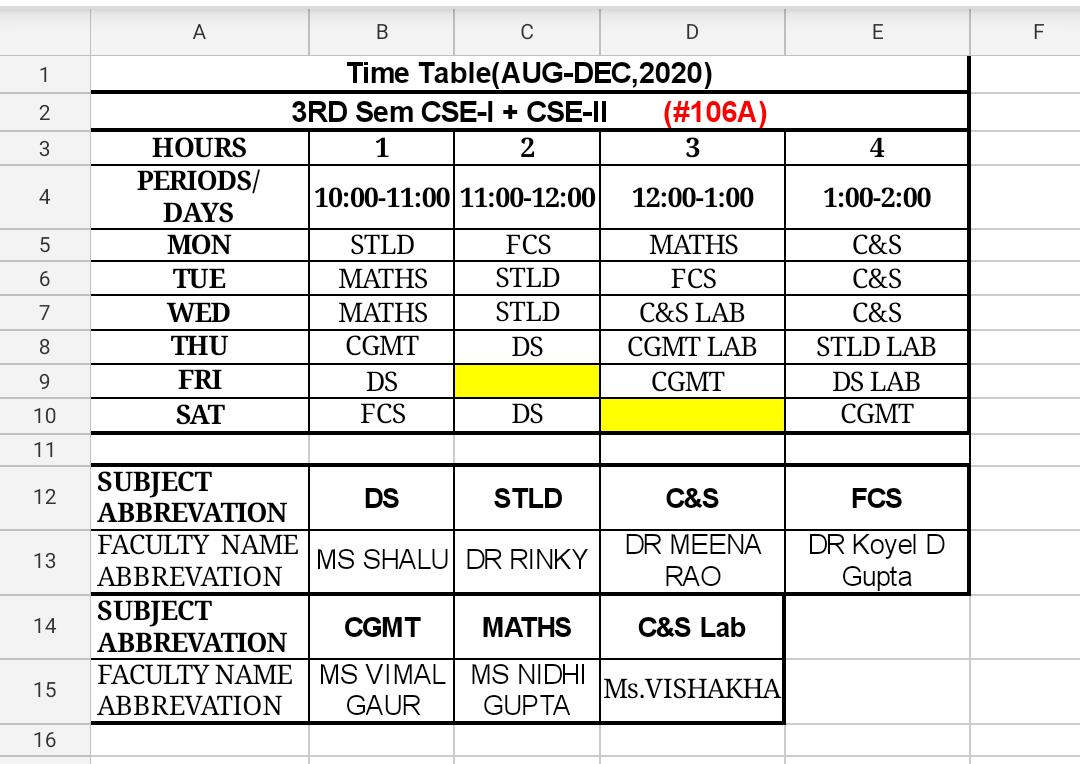 A B C D E F
1 Time Table(AUG-DEC,2020)
2 3RD Sem CSE-I + CSE-II (#106A)
3 HOURS 1 2 3 4
4 PERIODS/ DAYS 10:00-11:00 11:00-12:00 12:00-1:00 1:00-2:00
5 MON STLD FCS MATHS C&S
6 TUE MATHS STLD FCS C&S
7 WED MATHS STLD C&S LAB C&S
8 THU CGMT DS CGMT LAB STLD LAB
9 FRI DS CGMT DS LAB
10 SAT FCS DS CGMT
11
12 SUBJECT ABBREVATION DS STLD C&S FCS
13 FACULTY NAME ABBREVATION MS SHALU DR RINKY DR MEENA RAO DR Koyel D Gupta
14 SUBJECT ABBREVATION CGMT MATHS C&S Lab
15 FACULTY NAME ABBREVATION MS VIMAL GAUR MS NIDHI GUPTA Ms.VISHAKHA
16